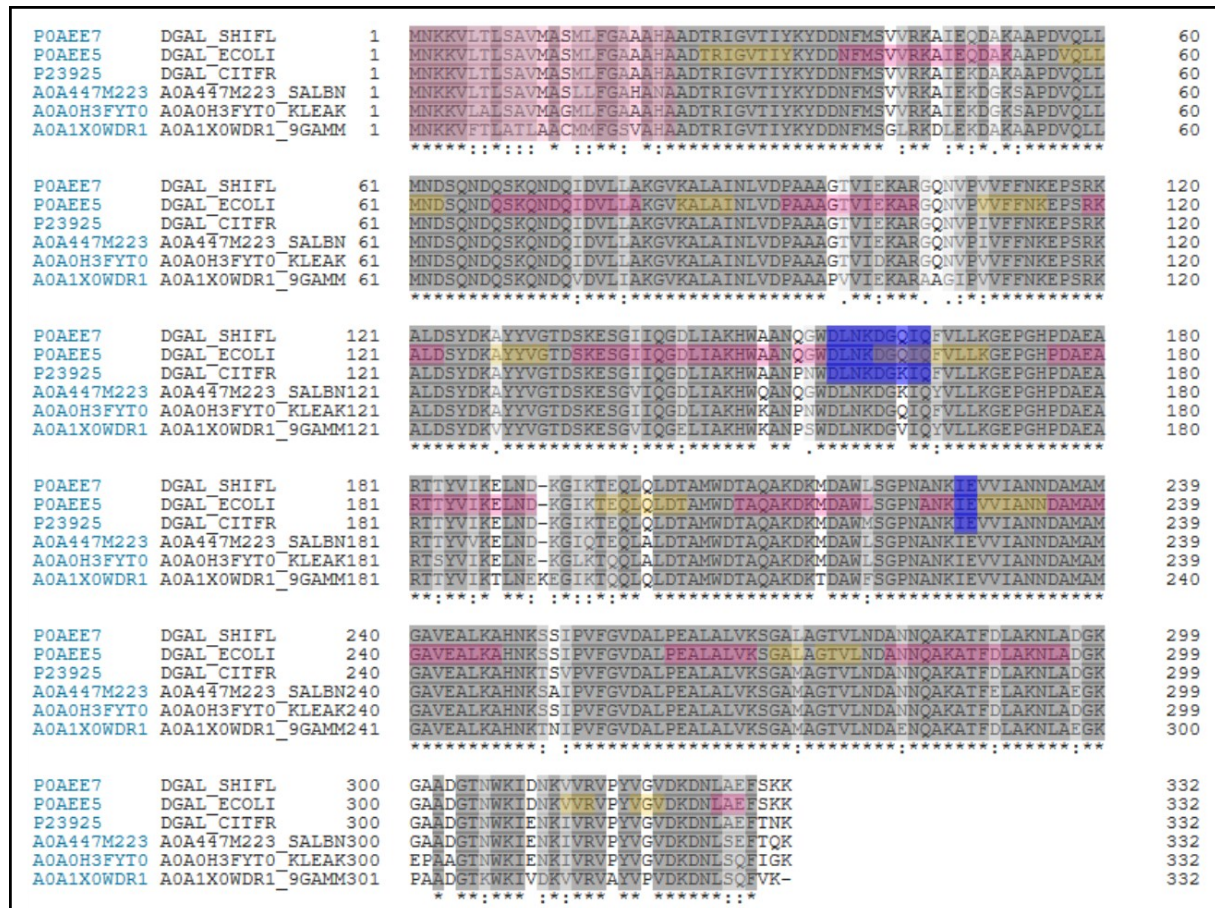 P0AEE7 DGAL_SHIFL 1 MNKKVLTLSAVMASMLFGAAAHAADTRIGVTIYKYDDNFMSVVRKAIEQDAKAAPDVQLL 60
P0AEE5 DGAL_ECOLI 1 MNKKVLTLSAVMASMLFGAAAHAADTRIGVTIYKYDDNFMSVVRKAIEQDAKAAPDVQLL 60
P23925 DGAL_CITFR 1 MNKKVLTLSAVMASMLFGAAAHAADTRIGVTIYKYDDNFMSVVRKAIEKDAKAAPDVQLL 60
A0A447M223 A0A447M223_SALBN 1 MNKKVLTLSAVMASLLFGAHANAADTRIGVTIYKYDDNFMSVVRKAIEKDGKSAPDVQLL 60
A0A0H3FYT0 A0A0H3FYT0_KLEAK 1 MNKKVLALSAVMAGMLFGAAAHAADTRIGVTIYKYDDNFMSVVRKAIEKDAKAAPDVQLL 60
A0A1X0WDR1 A0A1X0WDR1_9GAMM 1 MNKKVFTLATLAACMMFGSVAHAADTRIGVTIYKYDDNFMSGLRKDLEKDAKAAPDVQLL 60
*****::*::: * *:**: *:******************* :** :*:*.*:*******
P0AEE7 DGAL_SHIFL 61 MNDSQNDQSKQNDQIDVLLAKGVKALAINLVDPAAAGTVIEKARGQNVPVVFFNKEPSRK 120
P0AEE5 DGAL_ECOLI 61 MNDSQNDQSKQNDQIDVLLAKGVKALAINLVDPAAAGTVIEKARGQNVPVVFFNKEPSRK 120
P23925 DGAL_CITFR 61 MNDSQNDQSKQNDQIDVLLAKGVKALAINLVDPAAAGTVIEKARGQNVPVVFFNKEPSRK 120
A0A447M223 A0A447M223_SALBN 61 MNDSQNDQSKQNDQIDVLLAKGVKALAINLVDPAAAGTVIEKARGQNVPIVFFNKEPSRK 120
A0A0H3FYT0 A0A0H3FYT0_KLEAK 61 MNDSQNDQSKQNDQIDVLLAKGVKALAINLVDPAAAGTVIDKARGQNVPVVFFNKEPSRK 120
A0A1X0WDR1 A0A1X0WDR1_9GAMM 61 MNDSQNDQSKQNDQVDVLLAKGVKALAINLVDPAAAPVVIEKARAAGIPVVFFNKEPSRK 120
**************:***:**************** .**:***. .:*:**********
P0AEE7 DGAL_SHIFL 121 ALDSYDKAYYVGTDSKESGIIQGDLIAKHWAANQGWDLNKDGQIQFVLLKGEPGHPDAEA 180
P0AEE5 DGAL_ECOLI 121 ALDSYDKAYYVGTDSKESGIIQGDLIAKHWAANQGWDLNKDGQIQFVLLKGEPGHPDAEA 180
P23925 DGAL_CITFR 121 ALDSYDKAYYVGTDSKESGIIQGDLIAKHWAANPNWDLNKDGKIQFVLLKGEPGHPDAEA 180
A0A447M223 A0A447M223_SALBN121 ALDSYDKAYYVGTDSKESGIIQGDLIAKHWQANQGWDLNKDGKIQYVLLKGEPGHPDAEA 180
A0A0H3FYT0 A0A0H3FYT0_KLEAK121 ALDSYDKAYYVGTDSKESGIIQGDLIAKHWKANPNWDLNKDGQIQYVLLKGEPGHPDAEA 180
A0A1X0WDR1 A0A1X0WDR1_9GAMM121 ALDSYDKVYYVGTDSKESGVIQGELIAKHWKANPSWDLNKDGVIQYVLLKGEPGHPDAEA 180
*******.***********:***:****** ** .******* **:**************
P0AEE7 DGAL_SHIFL 181 RTTYVIKELND-KGIKTEQLQLDTAMWDTAQAKDKMDAWLSGPNANKIEVVIANNDAMAM 239
P0AEE5 DGAL_ECOLI 181 RTTYVIKELND-KGIKTEQLQLDTAMWDTAQAKDKMDAWLSGPNANKIEVVIANNDAMAM 239
P23925 DGAL_CITFR 181 RTTYVIKELND-KGIKTEQLQLDTAMWDTAQAKDKMDAWMSGPNANKIEVVIANNDAMAM 239
A0A447M223 A0A447M223_SALBN181 RTTYVVKELND-KGIQTEQLALDTAMWDTAQAKDKMDAWLSGPNANKIEVVIANNDAMAM 239
A0A0H3FYT0 A0A0H3FYT0_KLEAK181 RTSYVIKELNE-KGLKTQQLALDTAMWDTAQAKDKMDAWLSGPNANKIEVVIANNDAMAM 239
A0A1X0WDR1 A0A1X0WDR1_9GAMM181 RTTYVIKTLNEKEGIKTQQLQLDTAMWDTAQAKDKTDAWFSGPNANKIEVVIANNDAMAM 240
**:**:* **: :*::*:** ************** ***:********************
P0AEE7 DGAL_SHIFL 240 GAVEALKAHNKSSIPVFGVDALPEALALVKSGALAGTVLNDANNQAKATFDLAKNLADGK 299
P0AEE5 DGAL_ECOLI 240 GAVEALKAHNKSSIPVFGVDALPEALALVKSGALAGTVLNDANNQAKATFDLAKNLADGK 299
P23925 DGAL_CITFR 240 GAVEALKAHNKTSVPVFGVDALPEALALVKSGAMAGTVLNDANNQAKATFDLAKNLADGK 299
A0A447M223 A0A447M223_SALBN240 GAVEALKAHNKSAIPVFGVDALPEALALVKSGAMAGTVLNDANNQAKATFELAKNLAEGK 299
A0A0H3FYT0 A0A0H3FYT0_KLEAK240 GAVEALKAHNKSSIPVFGVDALPEALALVKSGAMAGTVLNDANNQAKATFDLAKNLAEGK 299
A0A1X0WDR1 A0A1X0WDR1_9GAMM241 GAVEALKAHNKTNIPVFGVDALPEALALVKSGAMAGTVLNDAENQAKATFDLAKNLADGK 300
***********: :*******************:********:*******:******:**
P0AEE7 DGAL_SHIFL 300 GAADGTNWKIDNKVVRVPYVGVDKDNLAEFSKK 332
P0AEE5 DGAL_ECOLI 300 GAADGTNWKIDNKVVRVPYVGVDKDNLAEFSKK 332
P23925 DGAL_CITFR 300 GAADGTNWKIENKIVRVPYVGVDKDNLAEFTNK 332
A0A447M223 A0A447M223_SALBN300 GAADGTNWKIENKIVRVPYVGVDKDNLSEFTQK 332
A0A0H3FYT0 A0A0H3FYT0_KLEAK300 EPAAGTNWKIENKIVRVPYVGVDKDNLSQFIGK 332
A0A1X0WDR1 A0A1X0WDR1_9GAMM301 PAADGTKWKIVDKVVRVAYVPVDKDNLSQFVK- 332
* **:*** :*:*** ** ******::*